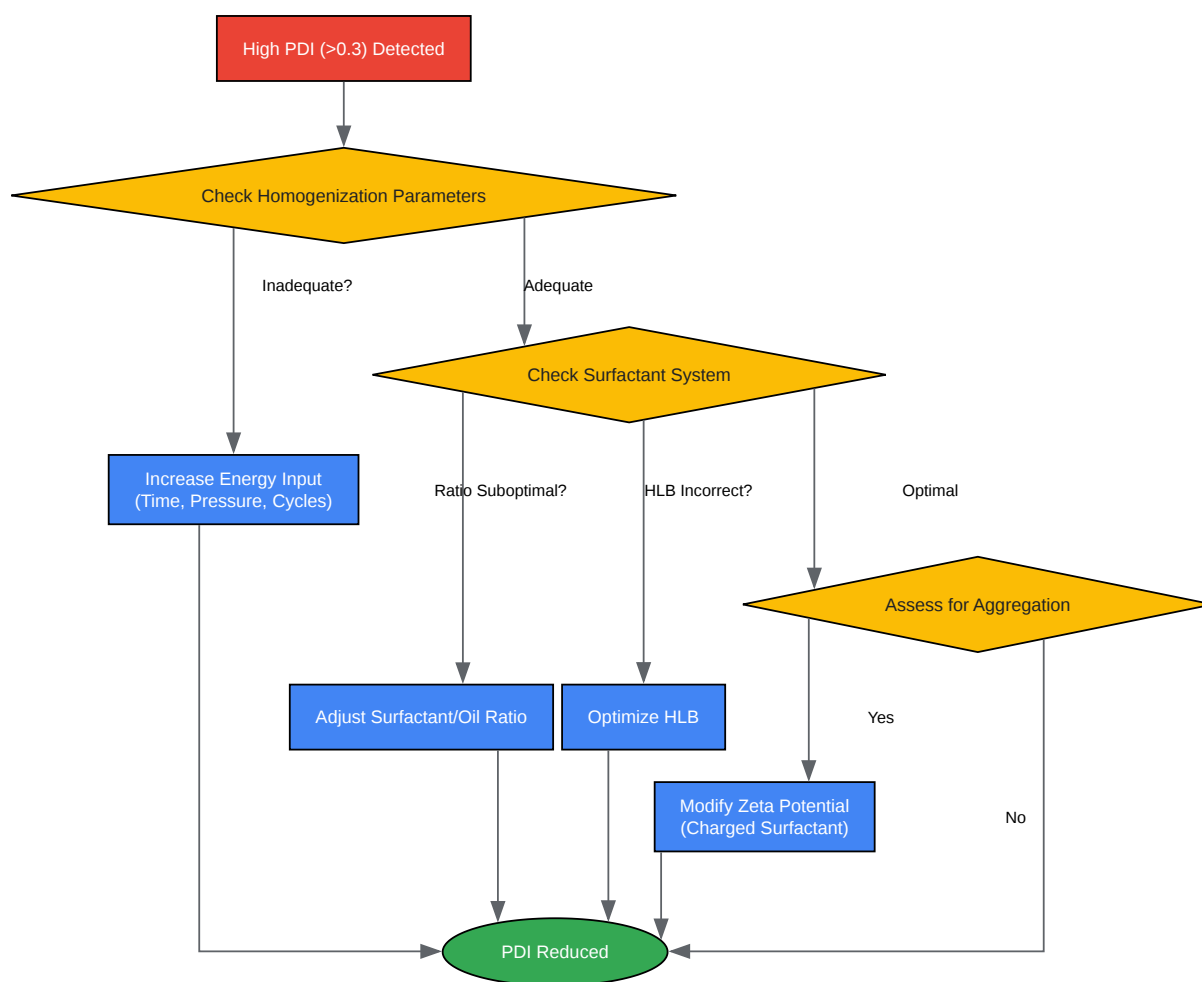 High PDI (>0.3) Detected
Check Homogenization Parameters
Inadequate?
Adequate
Check Surfactant System
Increase Energy Input
(Time, Pressure, Cycles)
Ratio Suboptimal?
HLB Incorrect?
Optimal
Assess for Aggregation
Adjust Surfactant/Oil Ratio
Optimize HLB
Yes
Modify Zeta Potential
(Charged Surfactant)
No
PDI Reduced